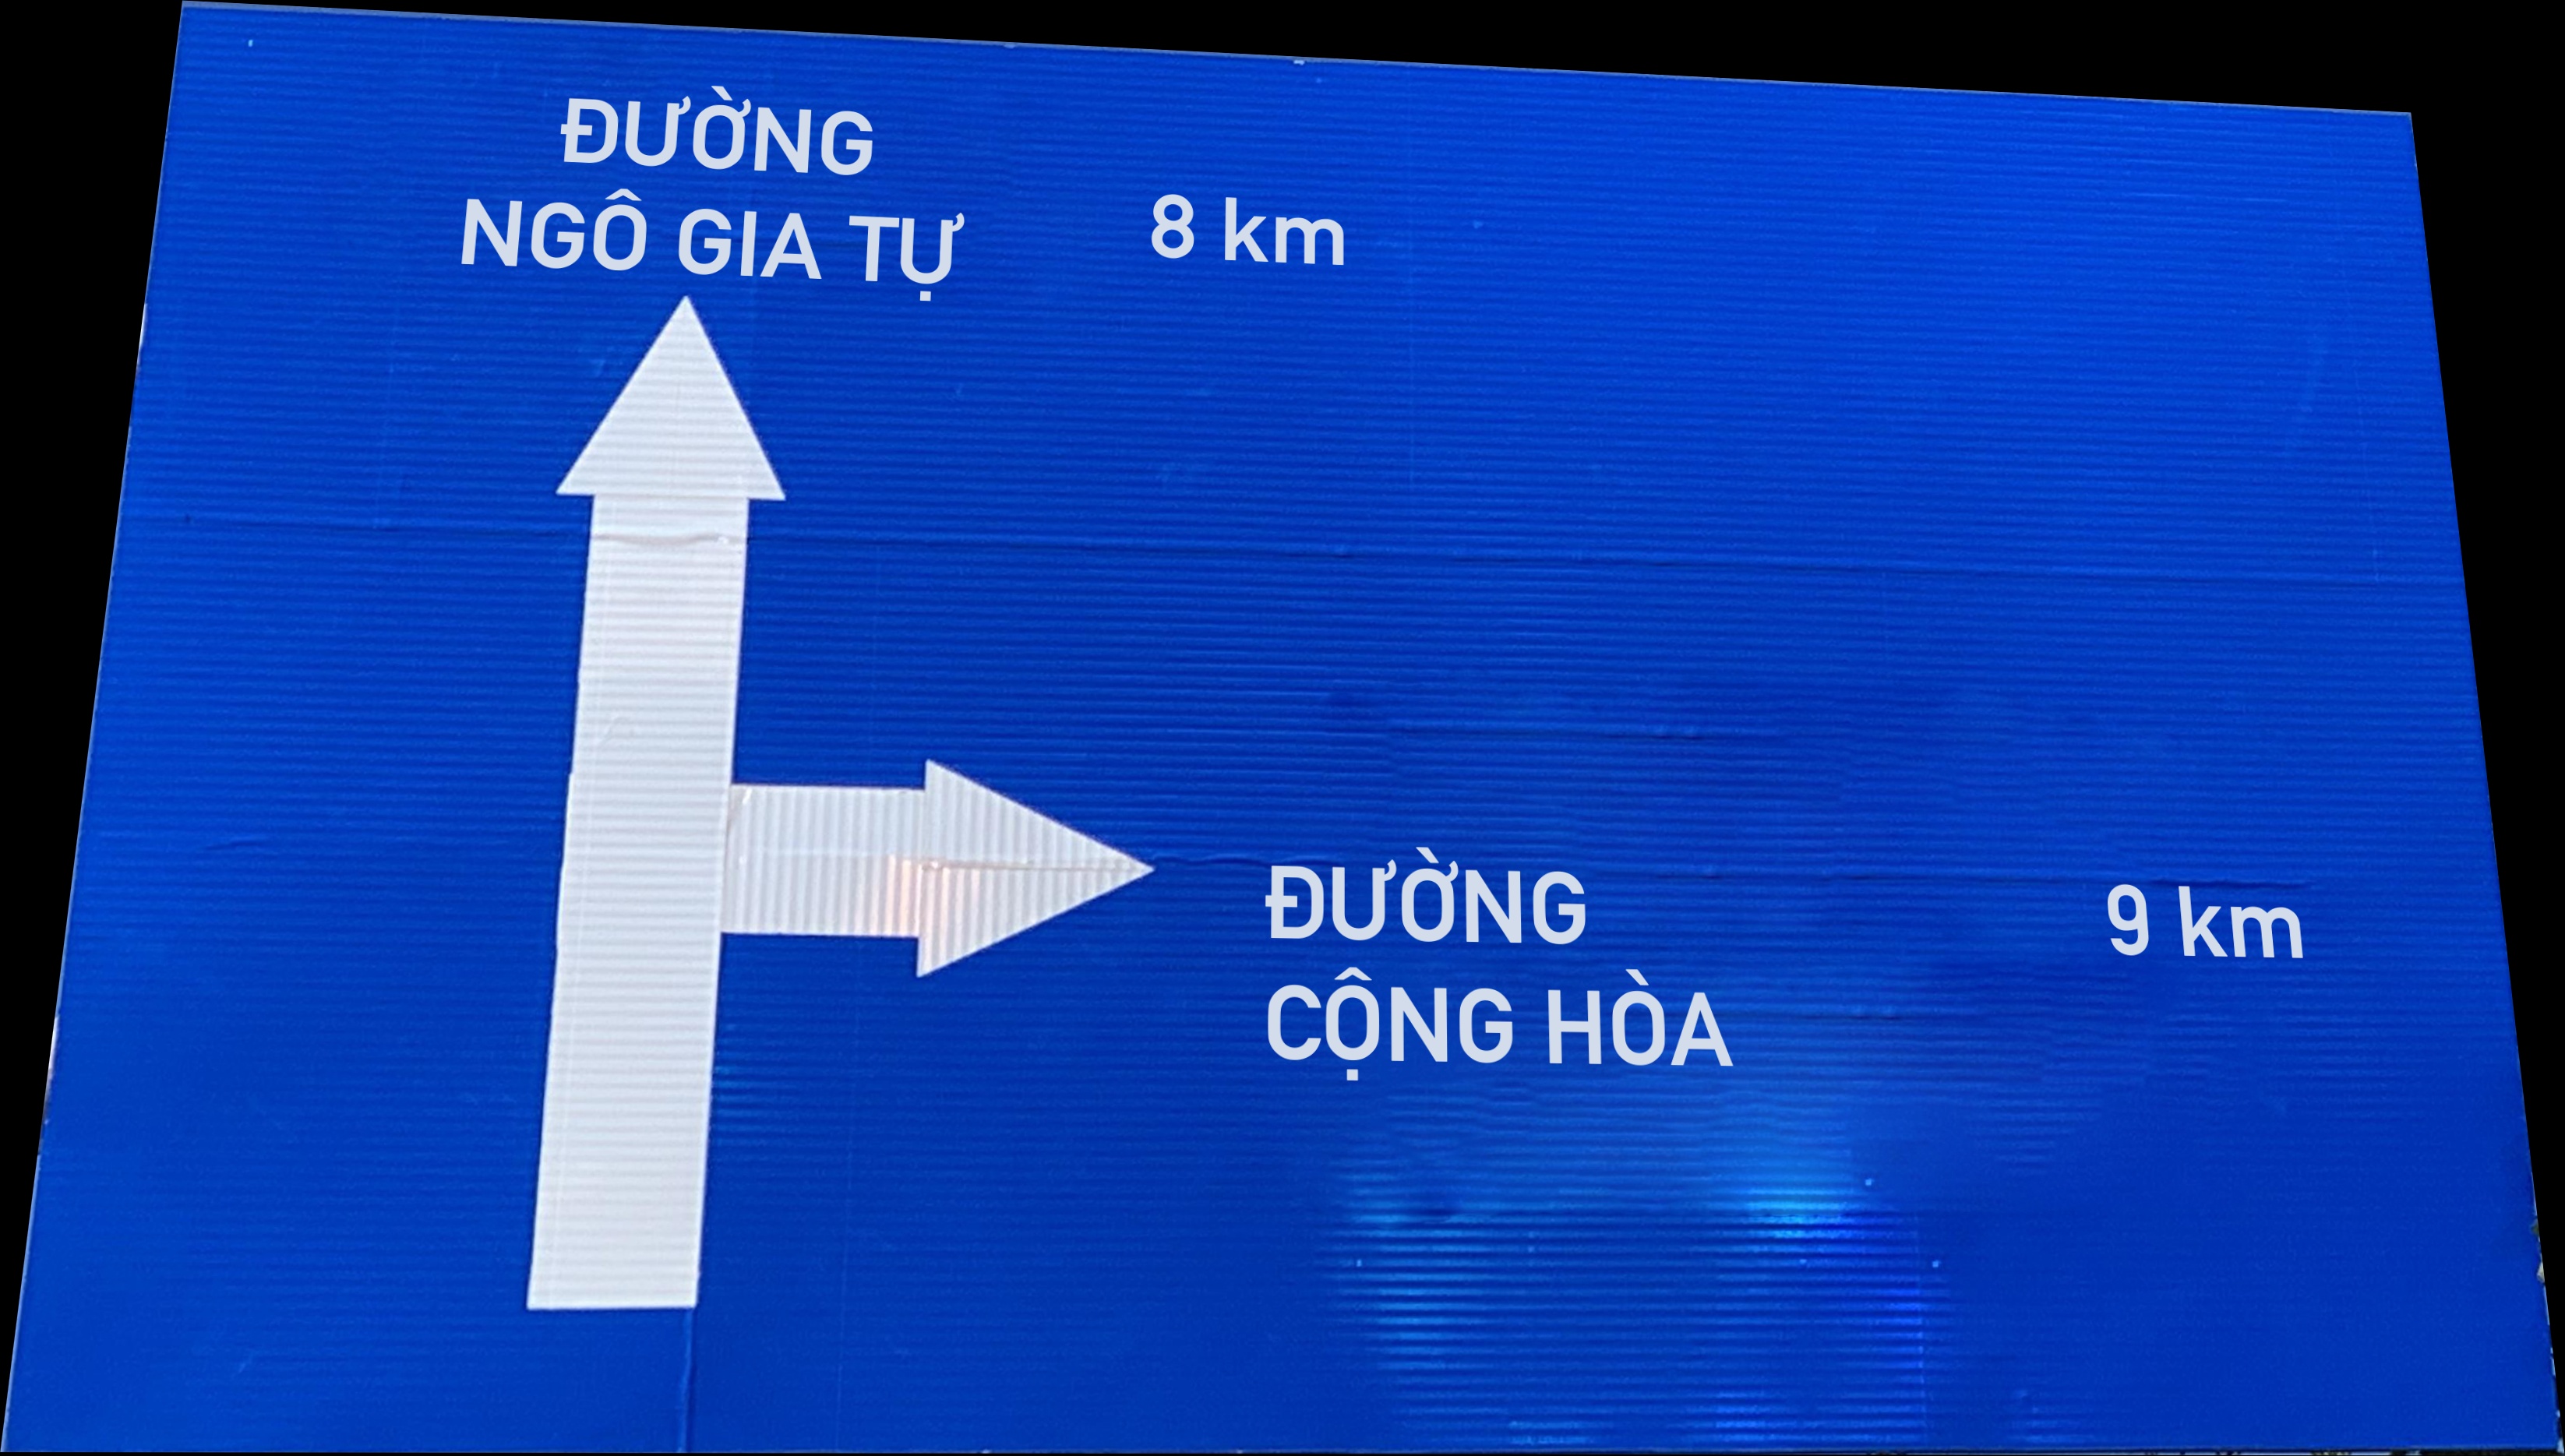 ĐƯỜNG
NGÔ GIA TỰ
8 km
ĐƯỜNG
CỘNG HÒA
9 km